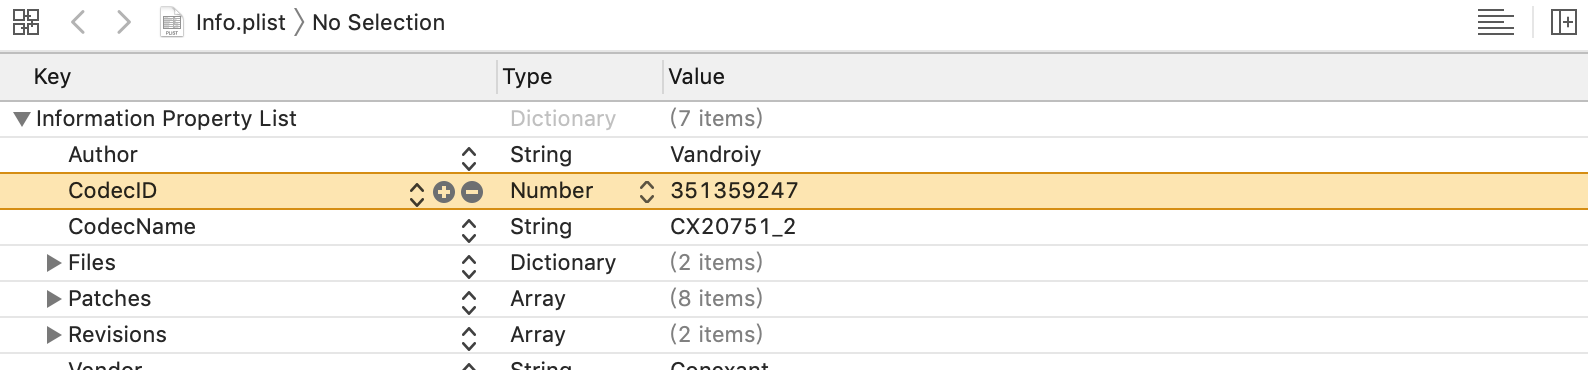 Info.plist 〉 No Selection
Key Type Value
Information Property List Dictionary (7 items)
Author String Vandroiy
CodecID Number 351359247
CodecName String CX20751_2
Files Dictionary (2 items)
Patches Array (8 items)
Revisions Array (2 items)
Vendor String Conexant